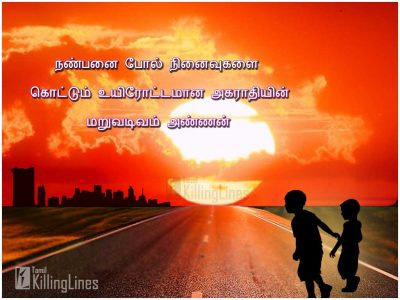 நண்பனை போல் நினைவுகளை
கொட்டும் உயிரோட்டமான அகராதியின்
மறுவடிவம் அண்ணன்
KillingLines
Tamil
KillingLines